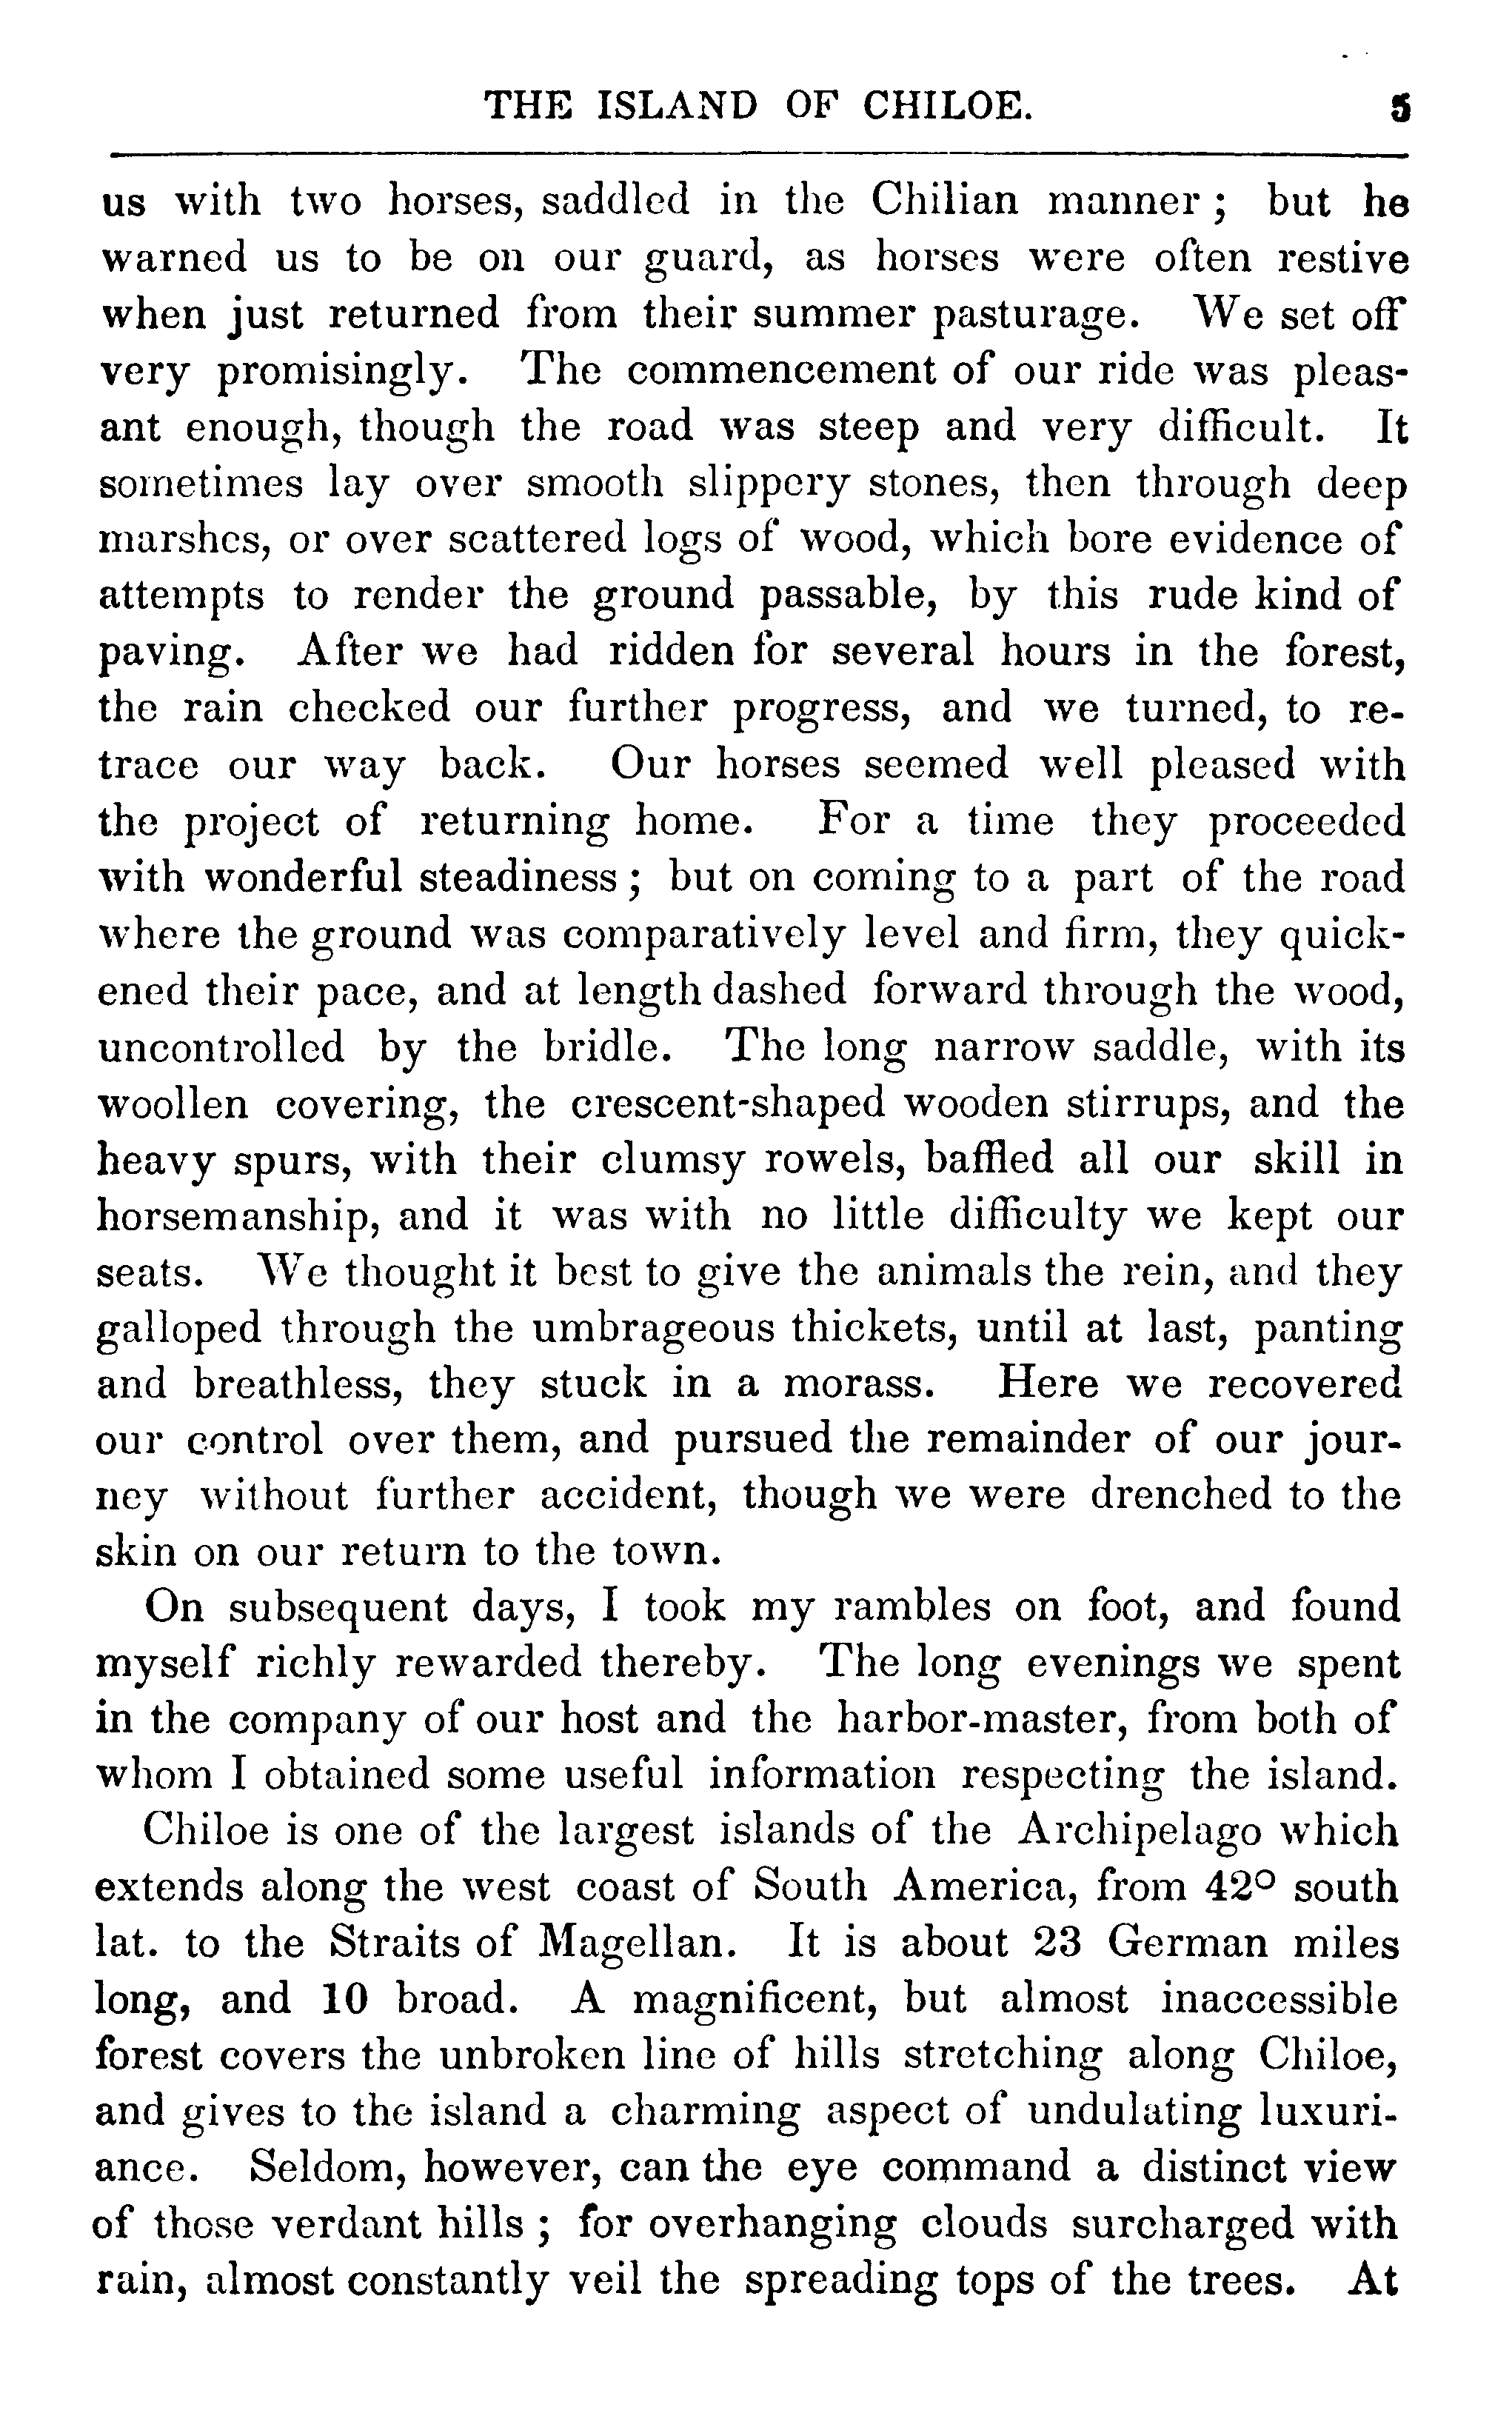 THE ISLAND OF CHILOE. 5
us with two horses, saddled in the Chilian manner; but he
warned us to be on our guard, as horses were often restive
when just returned from their summer pasturage. We set off
very promisingly. The commencement of our ride was pleas-
ant enough, though the road was steep and very difficult. It
sometimes lay over smooth slippery stones, then through deep
marshes, or over scattered logs of wood, which bore evidence of
attempts to render the ground passable, by this rude kind of
paving. After we had ridden for several hours in the forest,
the rain checked our further progress, and we turned, to re-
trace our way back. Our horses seemed well pleased with
the project of returning home. For a time they proceeded
with wonderful steadiness; but on coming to a part of the road
where the ground was comparatively level and firm, they quick-
ened their pace, and at length dashed forward through the wood,
uncontrolled by the bridle. The long narrow saddle, with its
woollen covering, the crescent-shaped wooden stirrups, and the
heavy spurs, with their clumsy rowels, baffled all our skill in
horsemanship, and it was with no little difficulty we kept our
seats. We thought it best to give the animals the rein, and they
galloped through the umbrageous thickets, until at last, panting
and breathless, they stuck in a morass. Here we recovered
our control over them, and pursued the remainder of our jour-
ney without further accident, though we were drenched to the
skin on our return to the town.
On subsequent days, I took my rambles on foot, and found
myself richly rewarded thereby. The long evenings we spent
in the company of our host and the harbor-master, from both of
whom I obtained some useful information respecting the island.
Chiloe is one of the largest islands of the Archipelago which
extends along the west coast of South America, from 42° south
lat. to the Straits of Magellan. It is about 23 German miles
long, and 10 broad. A magnificent, but almost inaccessible
forest covers the unbroken line of hills stretching along Chiloe,
and gives to the island a charming aspect of undulating luxuri-
ance. Seldom, however, can the eye command a distinct view
of those verdant hills; for overhanging clouds surcharged with
rain, almost constantly veil the spreading tops of the trees. At